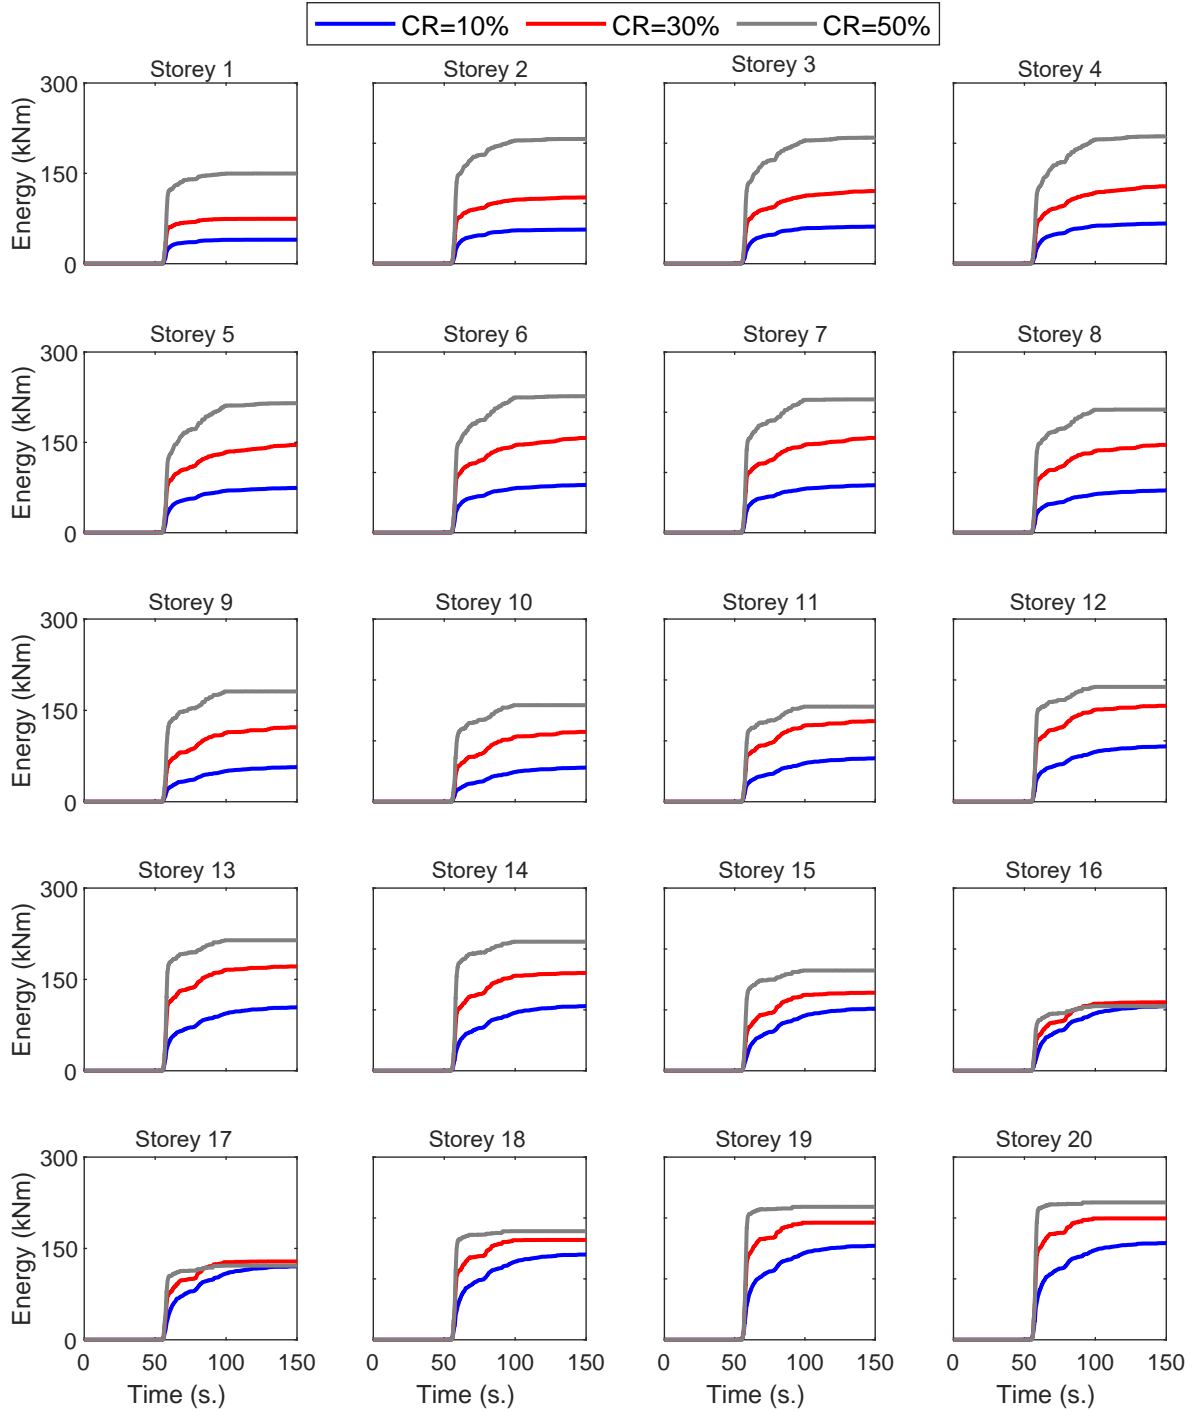 CR=10% CR=30% CR=50%
Storey 1 Storey 2 Storey 3 Storey 4
300
150
0
Energy (kNm)
Storey 5 Storey 6 Storey 7 Storey 8
300
150
0
Energy (kNm)
Storey 9 Storey 10 Storey 11 Storey 12
300
150
0
Energy (kNm)
Storey 13 Storey 14 Storey 15 Storey 16
300
150
0
Energy (kNm)
Storey 17 Storey 18 Storey 19 Storey 20
300
150
0
Energy (kNm)
0 50 100 150 0 50 100 150 0 50 100 150 0 50 100 150
Time (s.) Time (s.) Time (s.) Time (s.)